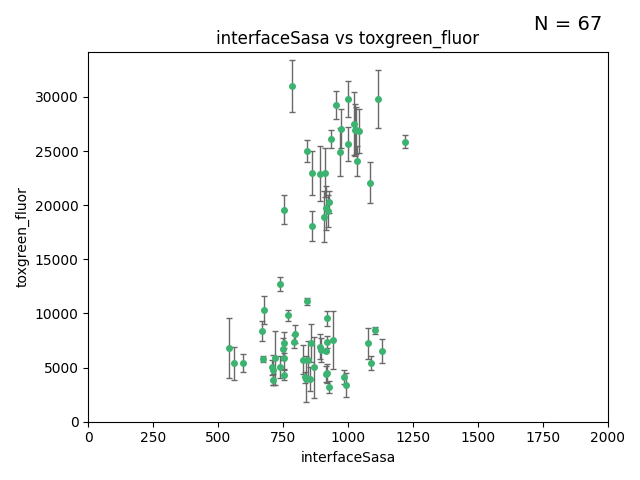 N = 67
interfaceSasa vs toxgreen_fluor
toxgreen_fluor
30000
25000
20000
15000
10000
5000
0
0 250 500 750 1000 1250 1500 1750 2000
interfaceSasa